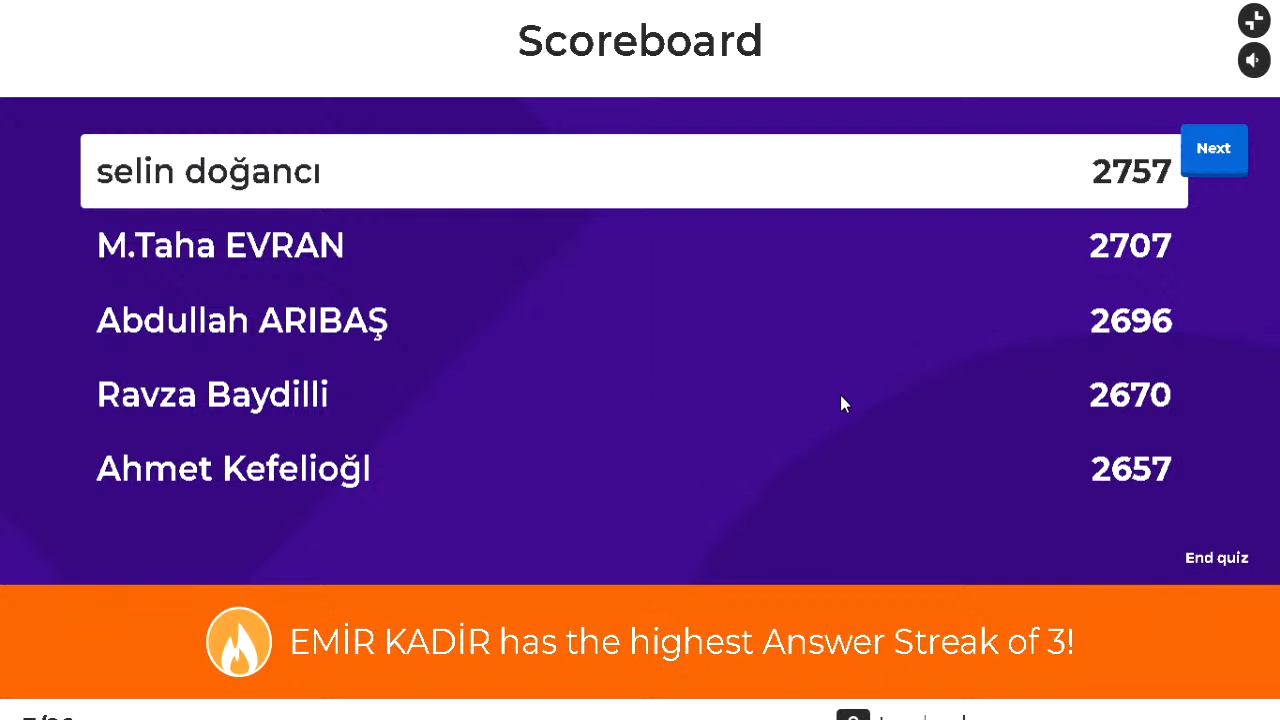 Scoreboard
selin doğancı 2757
Next
M.Taha EVRAN 2707
Abdullah ARIBAŞ 2696
Ravza Baydilli 2670
Ahmet Kefelioğl 2657
End quiz
EMİR KADİR has the highest Answer Streak of 3!